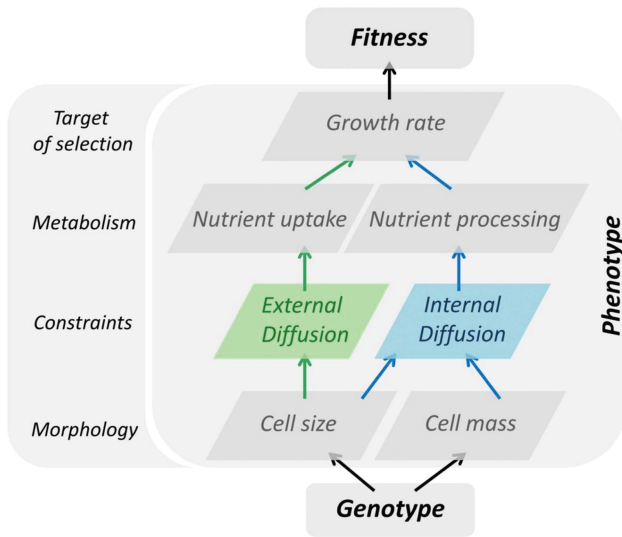 Fitness
Target
of selection
Growth rate
Metabolism
Nutrient uptake
Nutrient processing
Phenotype
Constraints
External
Diffusion
Internal
Diffusion
Morphology
Cell size
Cell mass
Genotype